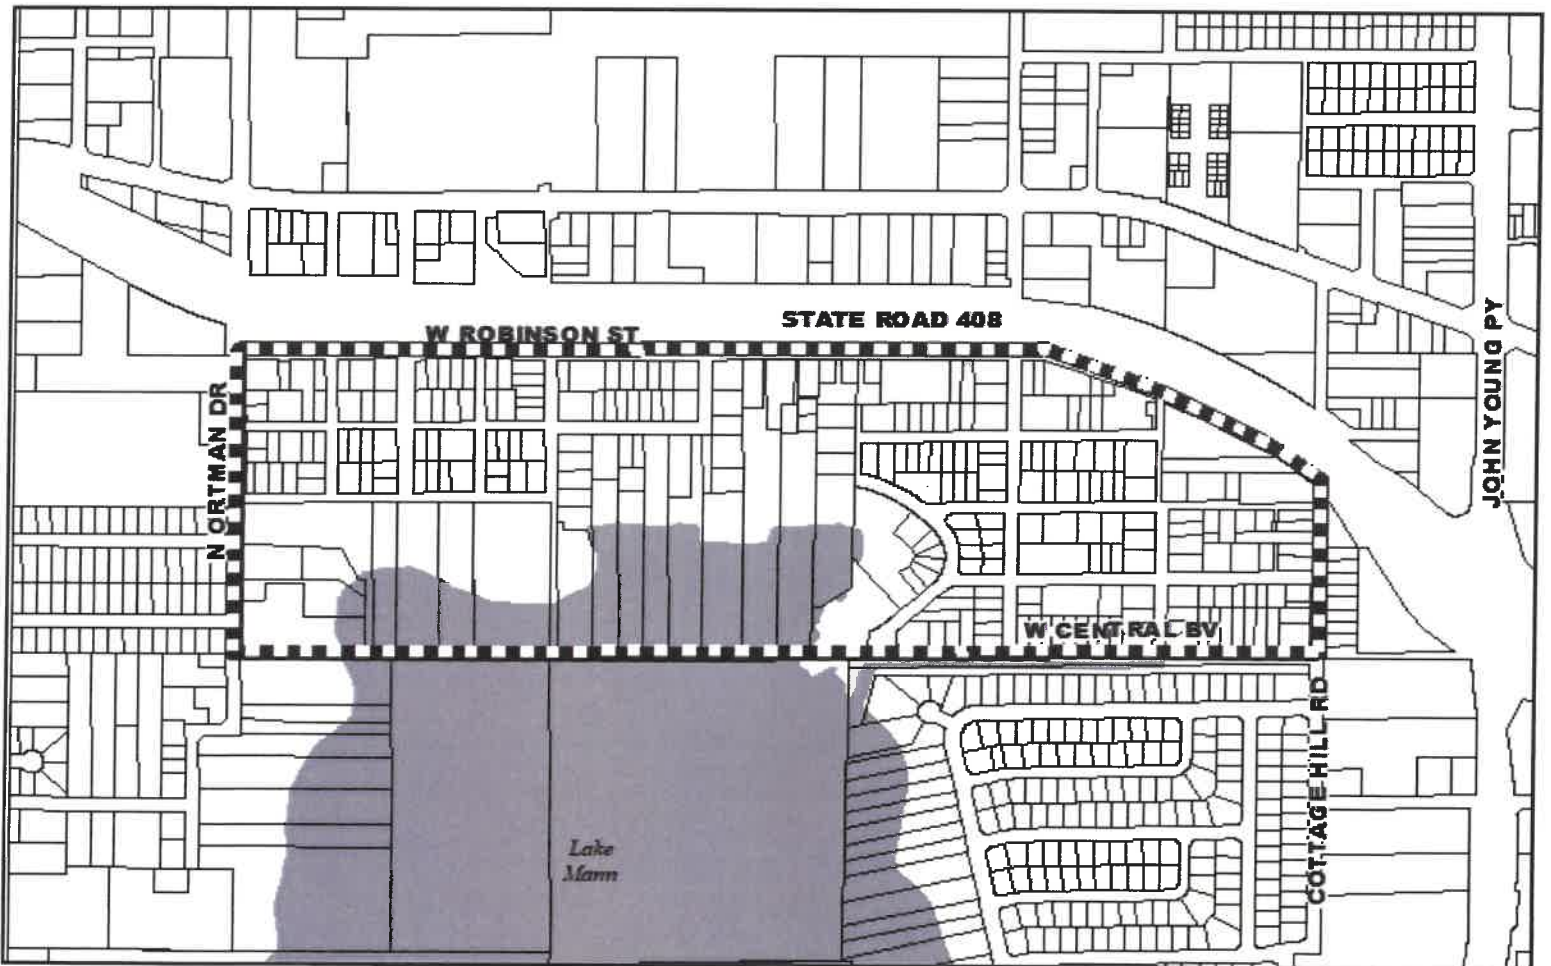 STATE ROAD 408
W ROBINSON ST
JOHN YOUNG PY
N ORTMAN DR
W CENTRAL BV
COTTAGE HILL RD
Lake
Mann